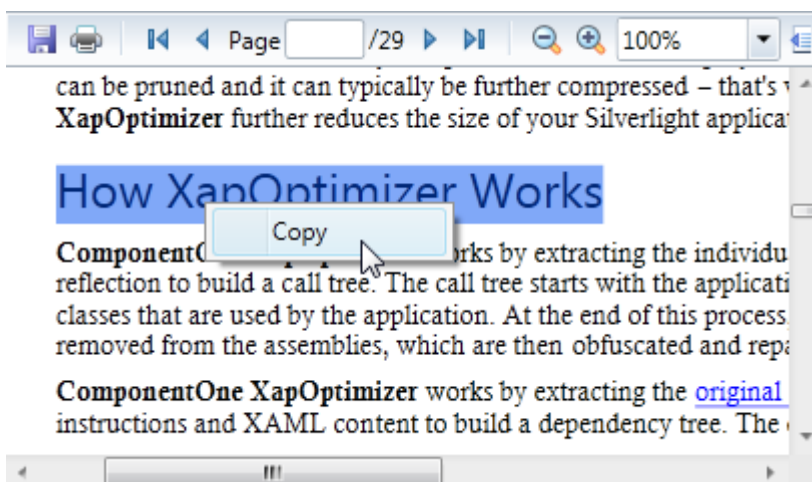 Page /29 100%
can be pruned and it can typically be further compressed – that's
XapOptimizer further reduces the size of your Silverlight applica
How XapOptimizer Works
Copy
Component rks by extracting the individu
reflection to build a call tree. The call tree starts with the applicati
classes that are used by the application. At the end of this process,
removed from the assemblies, which are then obfuscated and repa
ComponentOne XapOptimizer works by extracting the original
instructions and XAML content to build a dependency tree. The